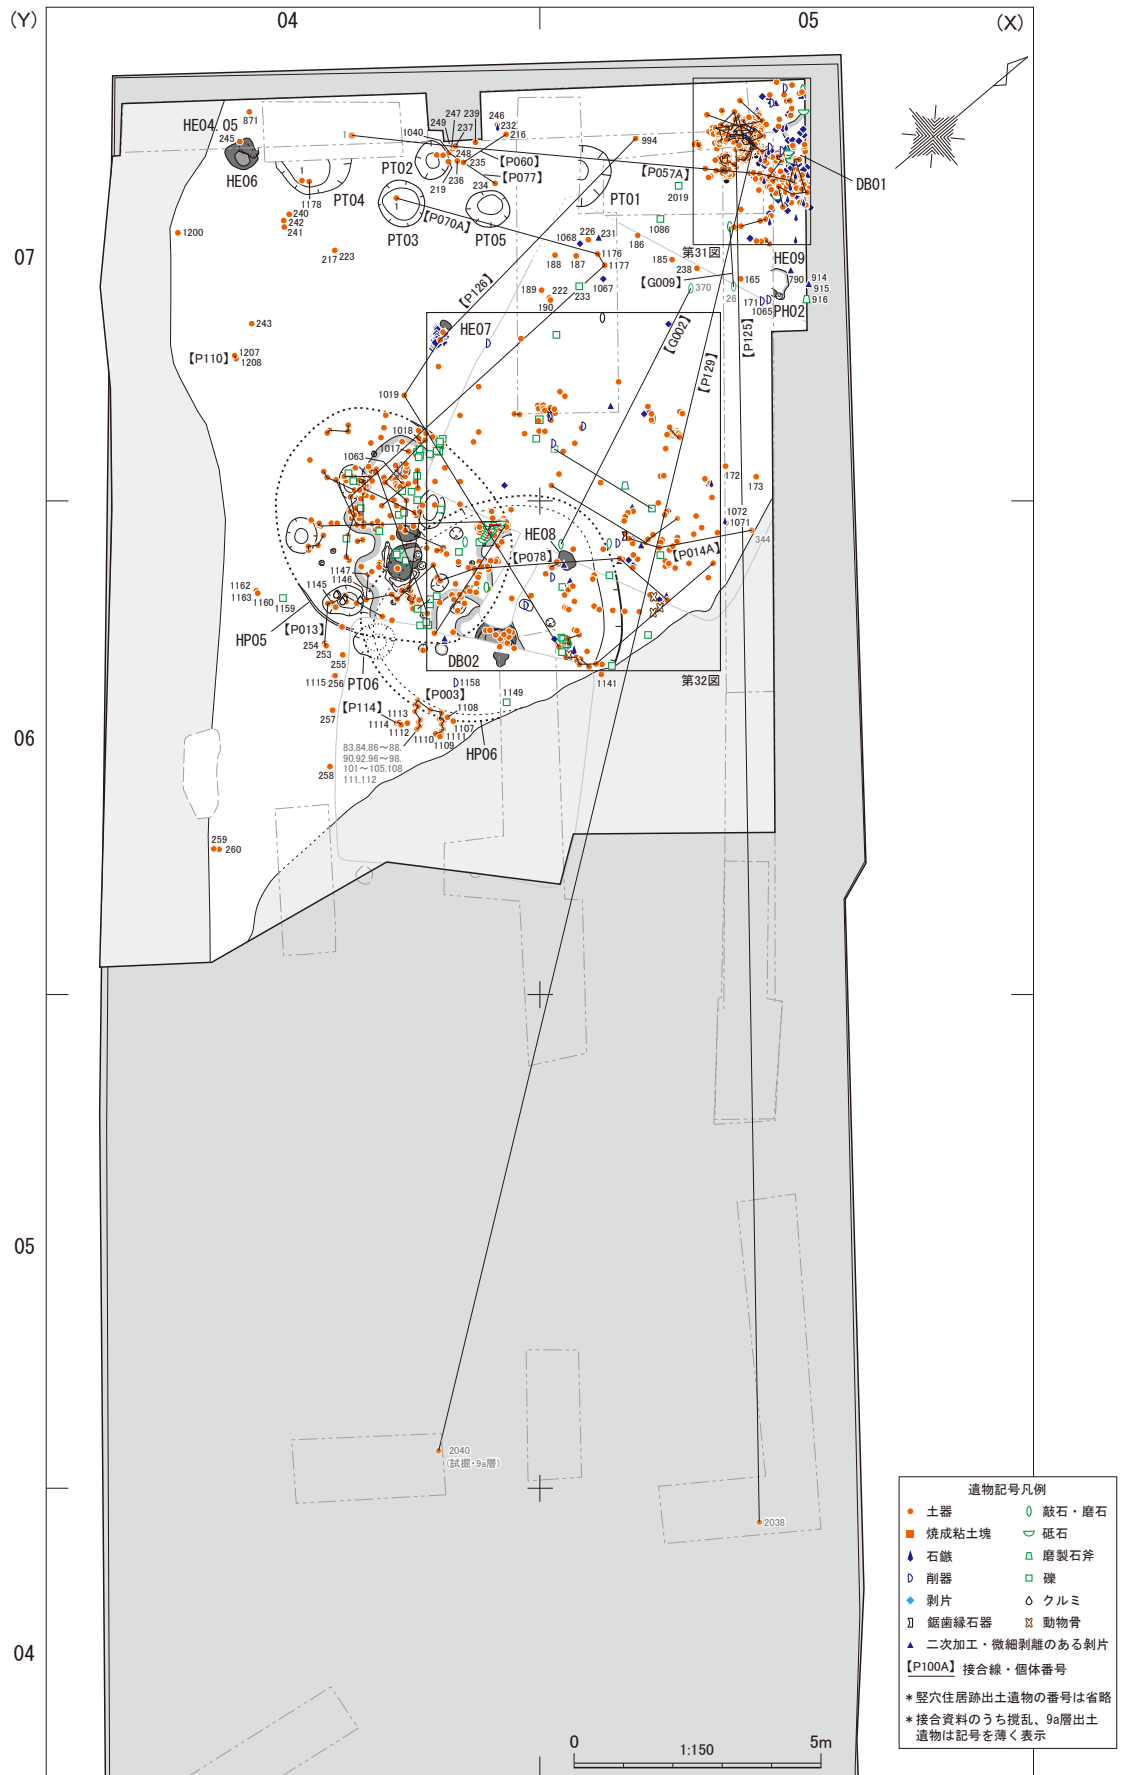 (Y)
04
05
(X)
871
HE04.05
245
HE06
1
1178
PT04
1
1040
247
239
249
237
PT02
248
219
236
235
246
232
216
【P060】
【P077】
234
1
【P070A】
PT03
PT05
994
PT01
【P057A】
2019
DB01
1086
第31図
1200
240
242
241
217
223
07
1068
226
231
186
188
187
1176
1177
185
238
【G009】
HE09
165
790
914
915
916
171
1065
PH02
370
26
189
222
190
233
1067
【P126】
【G002】
【P125】
【P129】
243
【P110】
1207
1208
HE07
1019
1018
1017
1063
172
173
1072
1071
344
HE08
【P078】
【P014A】
1147
1145
1146
1162
1163
1160
1159
HP05
【P013】
254
253
255
1115
256
PT06
DB02
1158
第32図
1141
257
【P114】
【P003】
1113
1108
1149
1114
1112
1107
1110
1111
1109
HP06
06
258
83.84.86～88.
90.92.96～98.
101～105.108
111.112
259
260
05
2040
(試掘・9a層)
2038
04
遺物記号凡例
土器
敲石・磨石
焼成粘土塊
砥石
石鏃
磨製石斧
削器
礫
剥片
クルミ
鋸歯縁石器
動物骨
二次加工・微細剥離のある剥片
【P100A】 接合線・個体番号
＊竪穴住居跡出土遺物の番号は省略
＊接合資料のうち撹乱、9a層出土
遺物は記号を薄く表示
0
1:150
5m